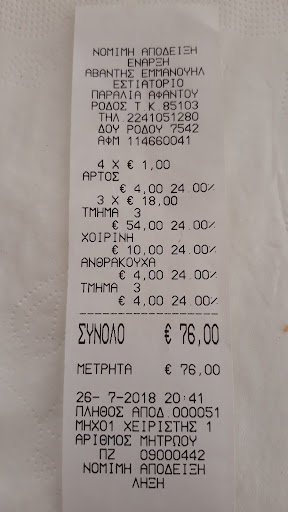 ΝΟΜΙΜΗ ΑΠΟΔΕΙΞΗ
ΕΝΑΡΞΗ
ΑΒΑΝΤΗΣ ΕΜΜΑΝΟΥΗΛ
ΕΣΤΙΑΤΟΡΙΟ
ΠΑΡΑΛΙΑ ΑΦΑΝΤΟΥ
ΡΟΔΟΣ Τ.Κ.85103
ΤΗΛ.2241051280
ΔΟΥ ΡΟΔΟΥ 7542
ΑΦΜ 114660041
4 X € 1,00
ΑΡΤΟΣ
€ 4,00 24.00%
3 X € 18,00
ΤΜΗΜΑ 3
€ 54,00 24.00%
ΧΟΙΡΙΝΗ
€ 10,00 24.00%
ΑΝΘΡΑΚΟΥΧΑ
€ 4,00 24.00%
ΤΜΗΜΑ 3
€ 4,00 24.00%
ΣΥΝΟΛΟ € 76,00
ΜΕΤΡΗΤΑ € 76,00
26- 7-2018 20:41
ΠΛΗΘΟΣ ΑΠΟΔ.000051
ΜΗΧ01 ΧΕΙΡΙΣΤΗΣ 1
ΑΡΙΘΜΟΣ ΜΗΤΡΩΟΥ
ΠΖ 09000442
ΝΟΜΙΜΗ ΑΠΟΔΕΙΞΗ
ΛΗΞΗ